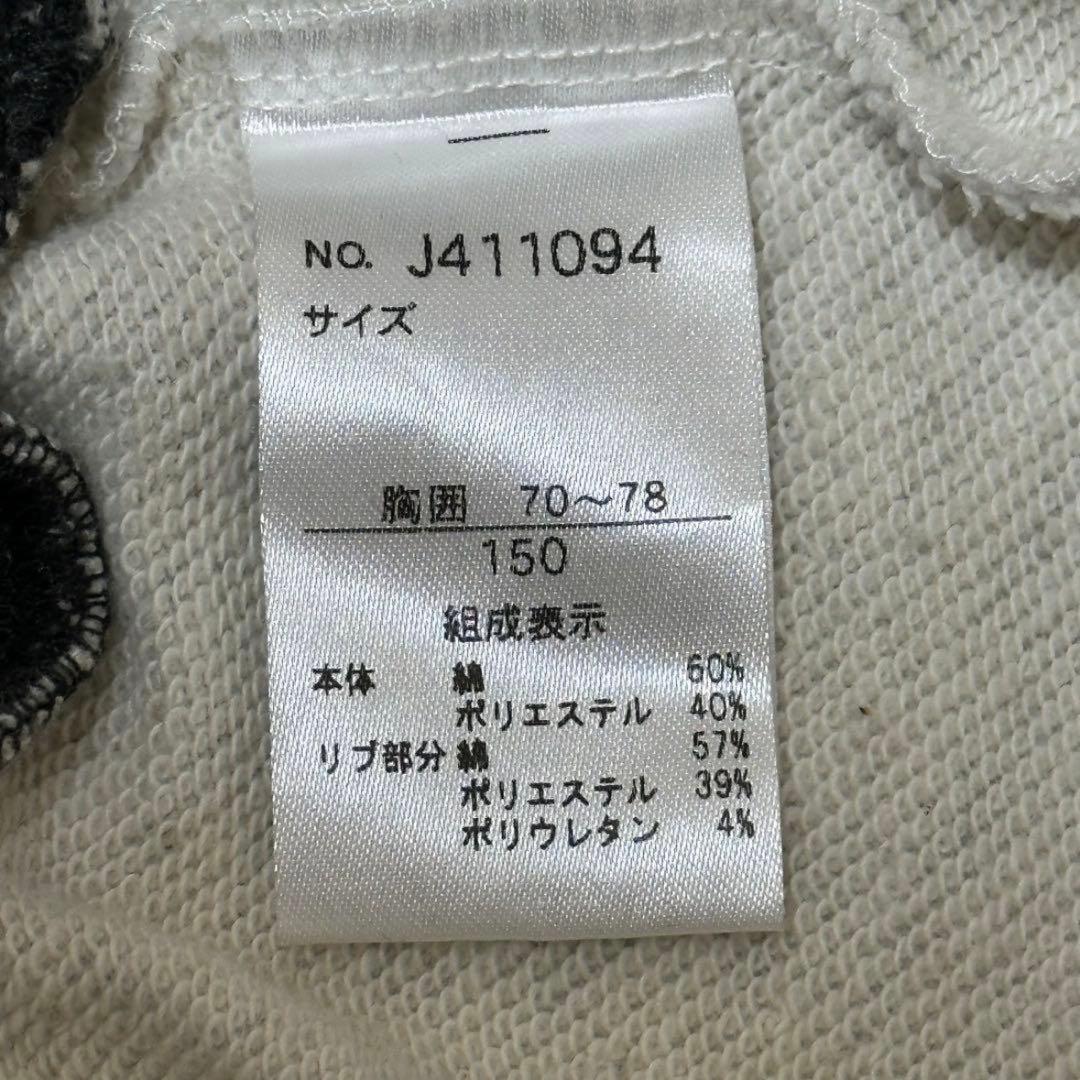 NO. J411094
サイズ
胸囲 70〜78
150
組成表示
本体 綿 60%
ポリエステル 40%
リブ部分 綿 57%
ポリエステル 39%
ポリウレタン 4%